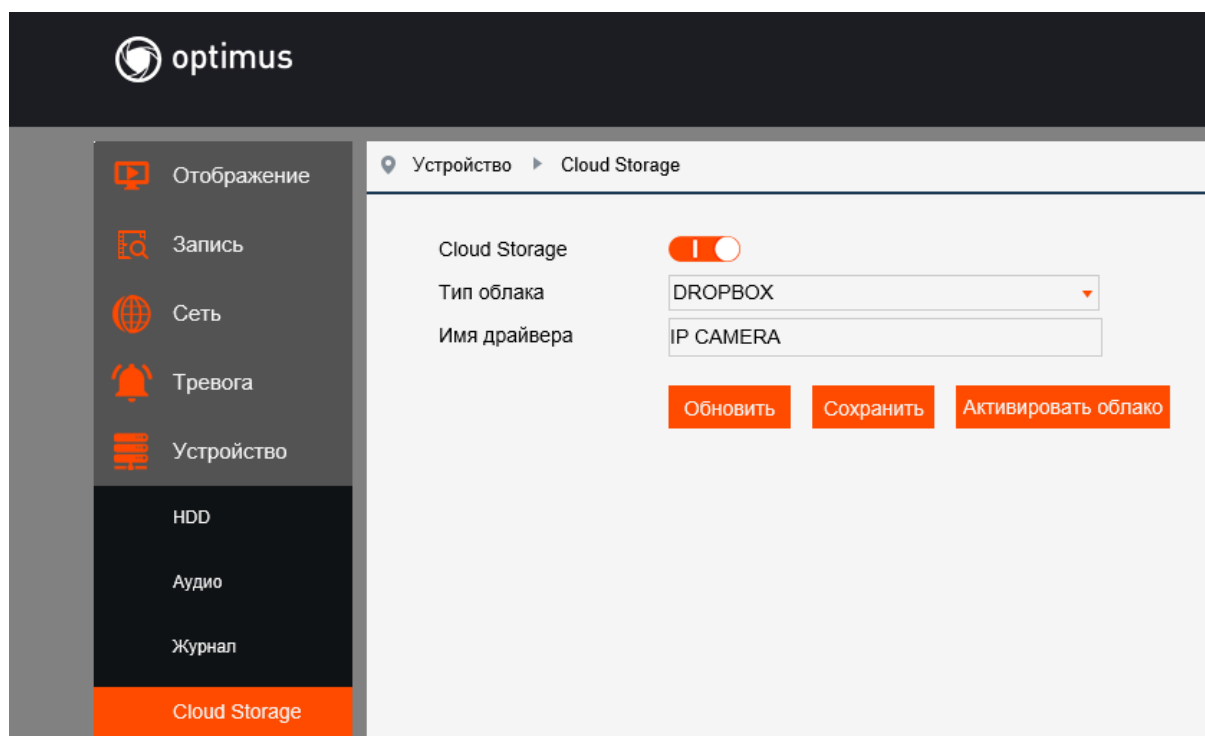 optimus
Отображение
Запись
Сеть
Тревога
Устройство
HDD
Аудио
Журнал
Cloud Storage
Устройство Cloud Storage
Cloud Storage
Тип облака DROPBOX
Имя драйвера IP CAMERA
Обновить Сохранить Активировать облако